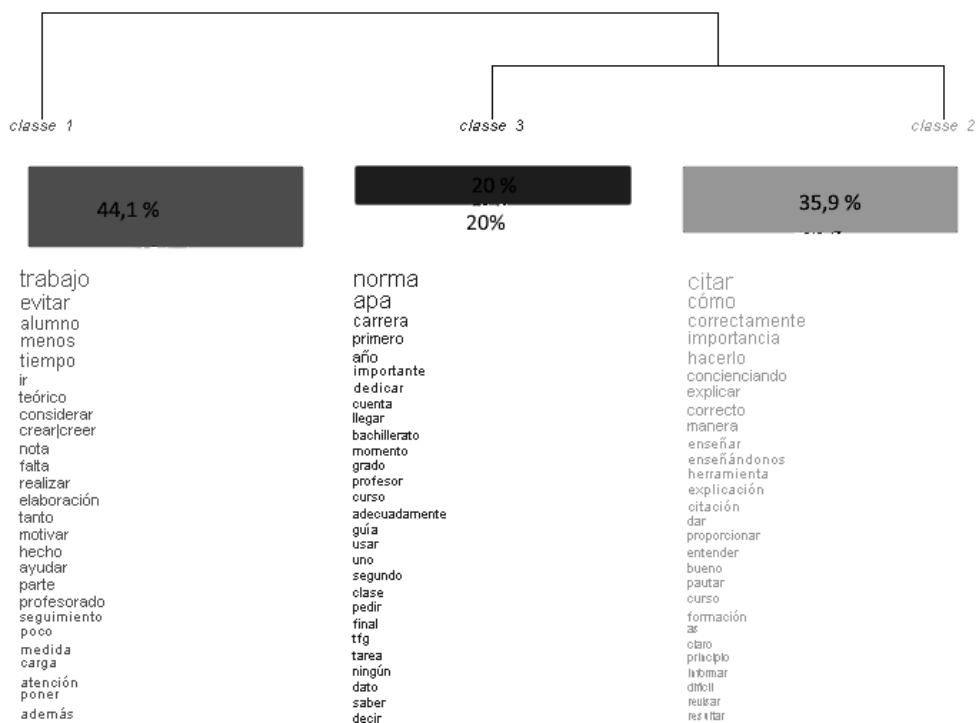 classe 1
classe 3
classe 2
44,1 %
20 %
20%
35,9 %
trabajo
evitar
alumno
menos
tiempo
ir
teórico
considerar
crear|creer
nota
falta
realizar
elaboración
tanto
motivar
hecho
ayudar
parte
profesorado
seguimiento
poco
medida
carga
atención
poner
además
norma
apa
carrera
primero
año
importante
dedicar
cuenta
llegar
bachillerato
momento
grado
profesor
curso
adecuadamente
guía
usar
uno
segundo
clase
pedir
final
tfg
tarea
ningún
dato
saber
decir
citar
cómo
correctamente
importancia
hacerlo
concienciando
explicar
correcto
manera
enseñar
enseñándonos
herramienta
explicación
citación
dar
proporcionar
entender
bueno
pautar
curso
formación
as
claro
principio
informar
difícil
revisar
resultar